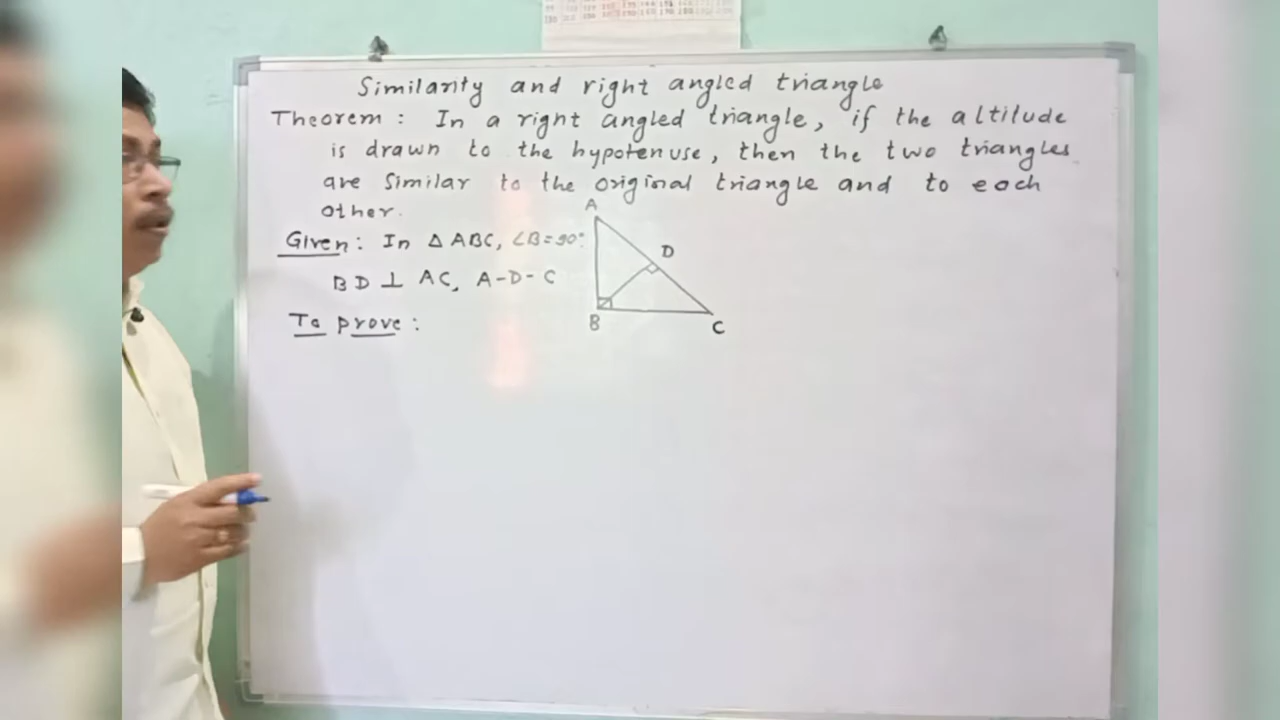 Similarity and right angled triangle
Theorem : In a right angled triangle, if the altitude
is drawn to the hypotenuse, then the two triangles
are similar to the original triangle and to each
other.
Given : In △ ABC, ∠B = 90°
BD ⊥ AC, A-D-C
To prove :
A
D
B
C